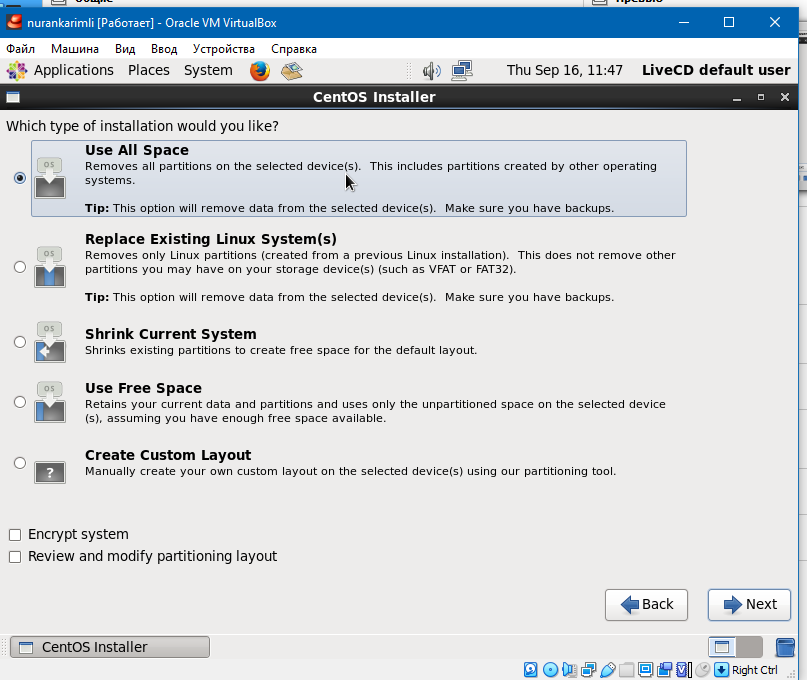 Общие
Превью
nurankarimli [Работает] - Oracle VM VirtualBox
Файл Машина Вид Ввод Устройства Справка
Applications Places System Thu Sep 16, 11:47 LiveCD default user
CentOS Installer
Which type of installation would you like?
Use All Space
Removes all partitions on the selected device(s). This includes partitions created by other operating
systems.
Tip: This option will remove data from the selected device(s). Make sure you have backups.
Replace Existing Linux System(s)
Removes only Linux partitions (created from a previous Linux installation). This does not remove other
partitions you may have on your storage device(s) (such as VFAT or FAT32).
Tip: This option will remove data from the selected device(s). Make sure you have backups.
Shrink Current System
Shrinks existing partitions to create free space for the default layout.
Use Free Space
Retains your current data and partitions and uses only the unpartitioned space on the selected device
(s), assuming you have enough free space available.
Create Custom Layout
Manually create your own custom layout on the selected device(s) using our partitioning tool.
OS
OS
OS
OS
?
Encrypt system
Review and modify partitioning layout
Back Next
CentOS Installer
Right Ctrl